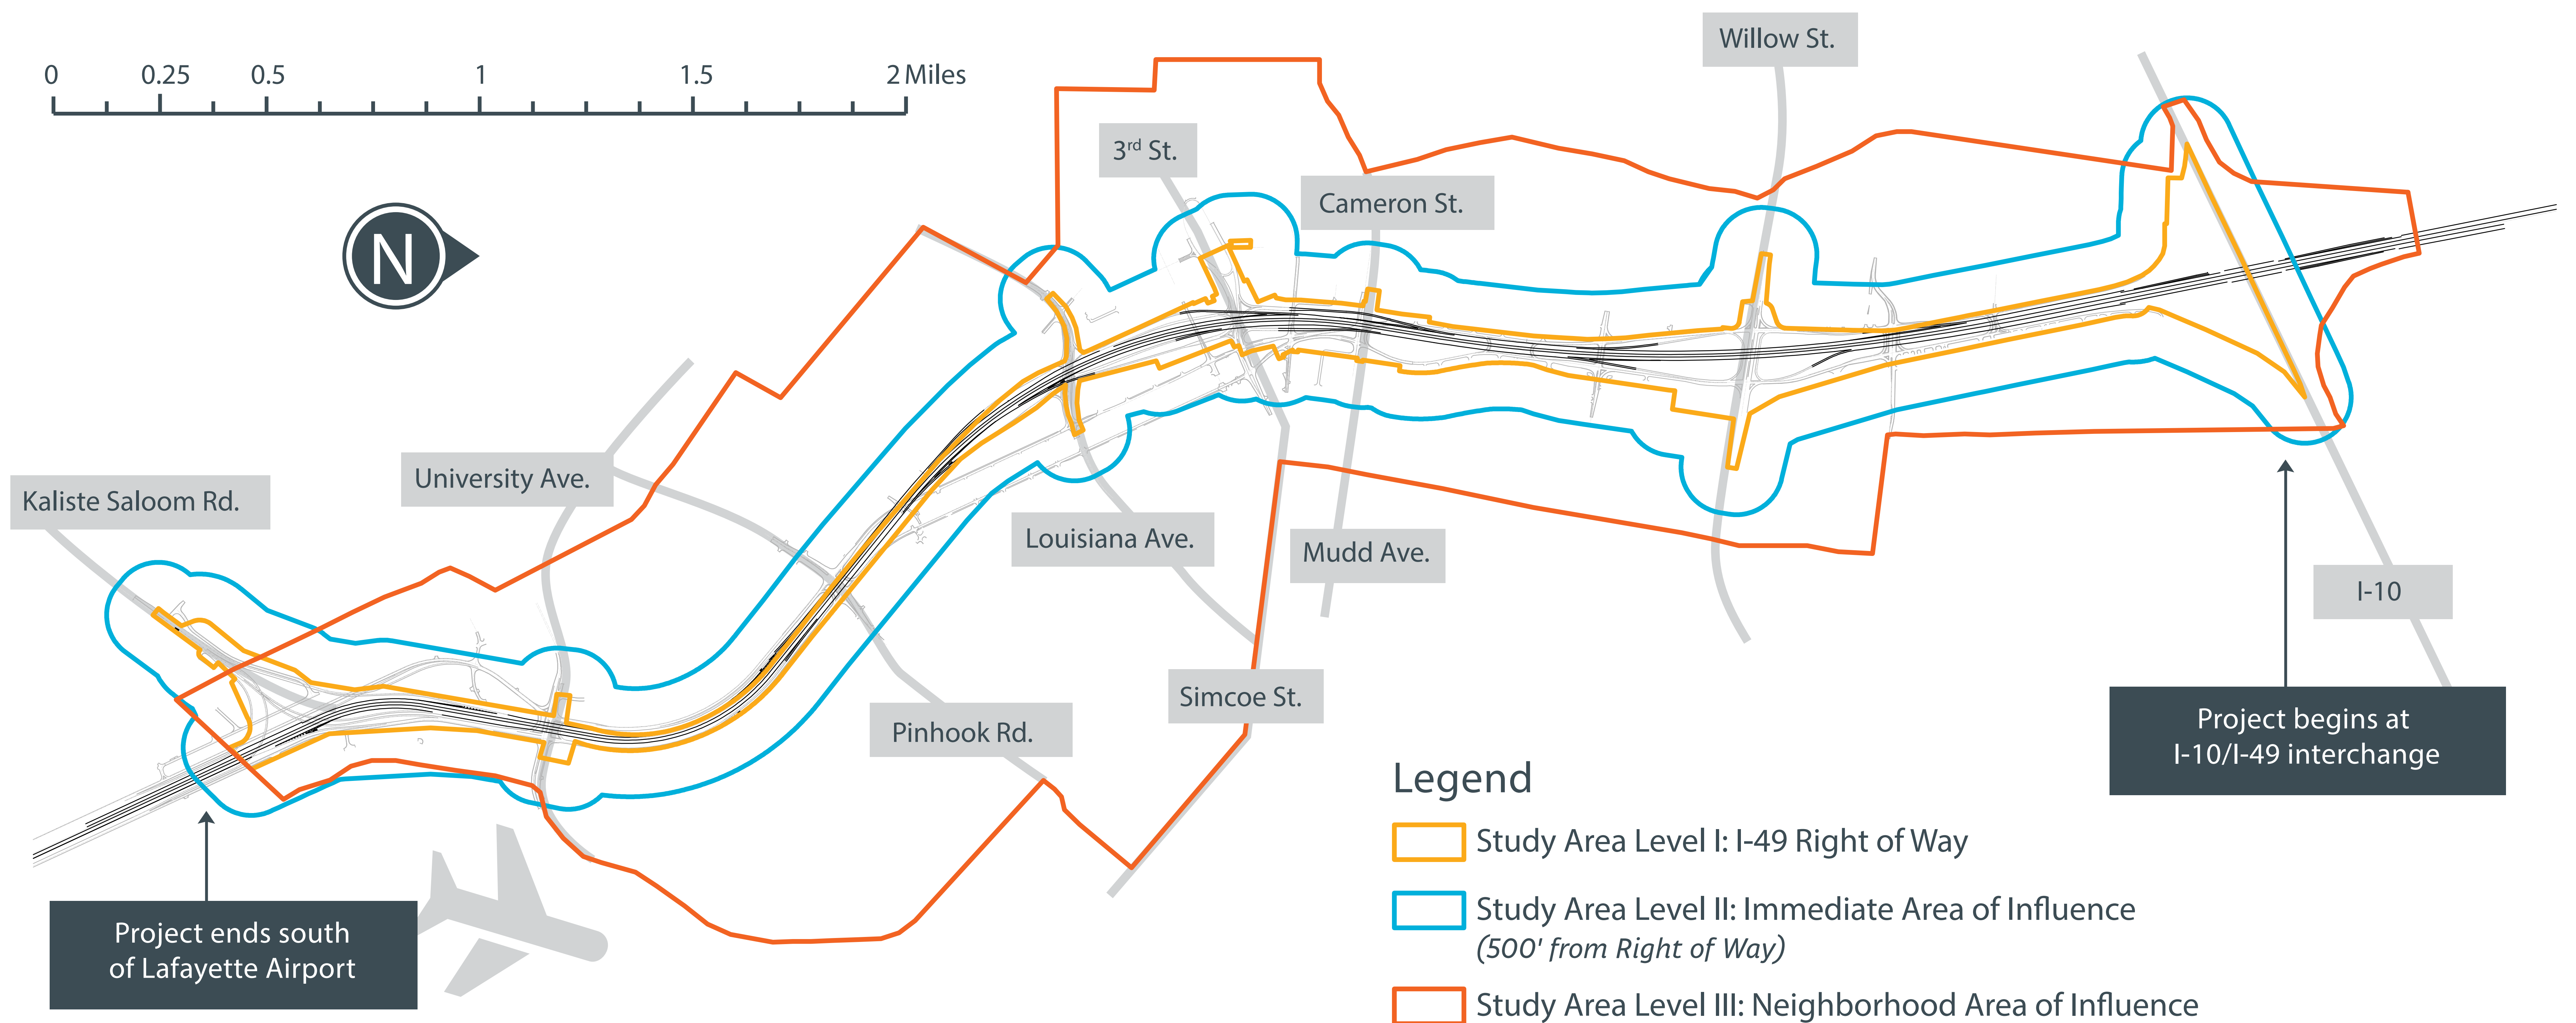 Willow St.
0 0.25 0.5 1 1.5 2 Miles
3rd St.
Cameron St.
N
University Ave.
Kaliste Saloom Rd.
Louisiana Ave.
Mudd Ave.
I-10
Simcoe St.
Pinhook Rd.
Project begins at
I-10/I-49 interchange
Project ends south
of Lafayette Airport
Legend
Study Area Level I: I-49 Right of Way
Study Area Level II: Immediate Area of Influence
(500' from Right of Way)
Study Area Level III: Neighborhood Area of Influence